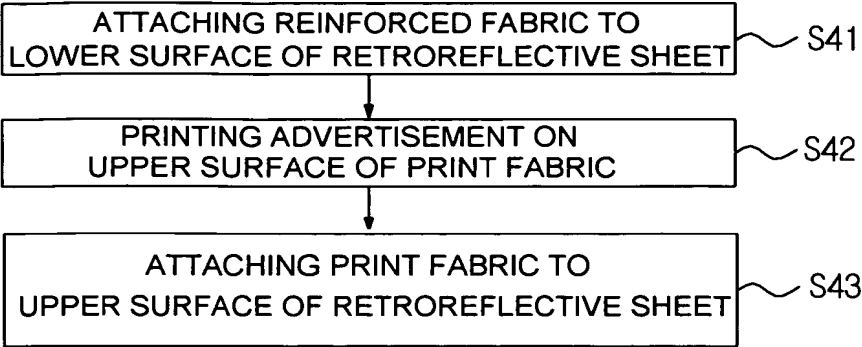 ATTACHING REINFORCED FABRIC TO
LOWER SURFACE OF RETROREFLECTIVE SHEET
S41
PRINTING ADVERTISEMENT ON
UPPER SURFACE OF PRINT FABRIC
S42
ATTACHING PRINT FABRIC TO
UPPER SURFACE OF RETROREFLECTIVE SHEET
S43